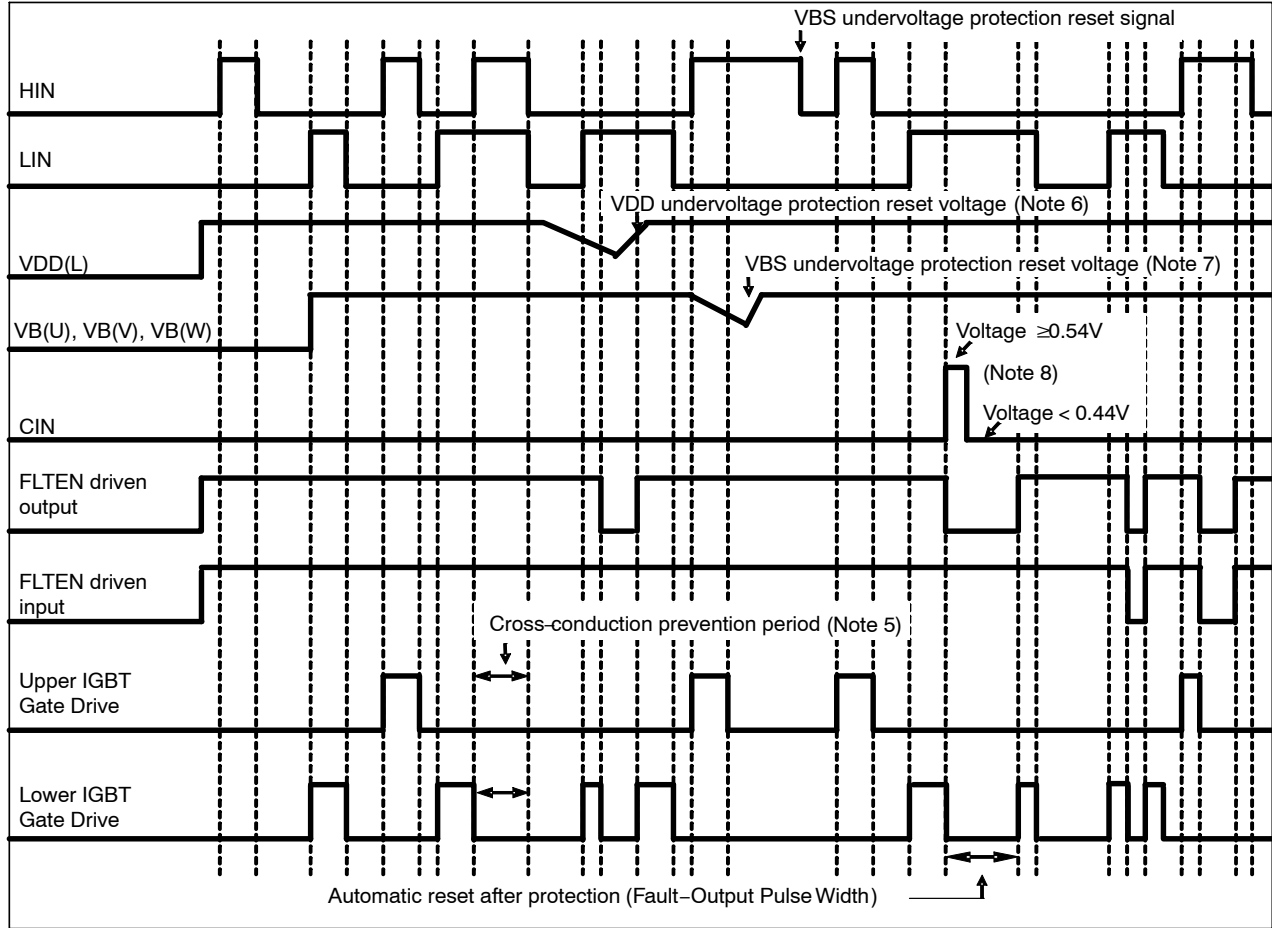 VBS undervoltage protection reset signal
HIN
LIN
VDD undervoltage protection reset voltage (Note 6)
VDD(L)
VBS undervoltage protection reset voltage (Note 7)
VB(U), VB(V), VB(W)
Voltage ≥0.54V
(Note 8)
Voltage < 0.44V
CIN
FLTEN driven
output
FLTEN driven
input
Cross−conduction prevention period (Note 5)
Upper IGBT
Gate Drive
Lower IGBT
Gate Drive
Automatic reset after protection (Fault−Output Pulse Width)